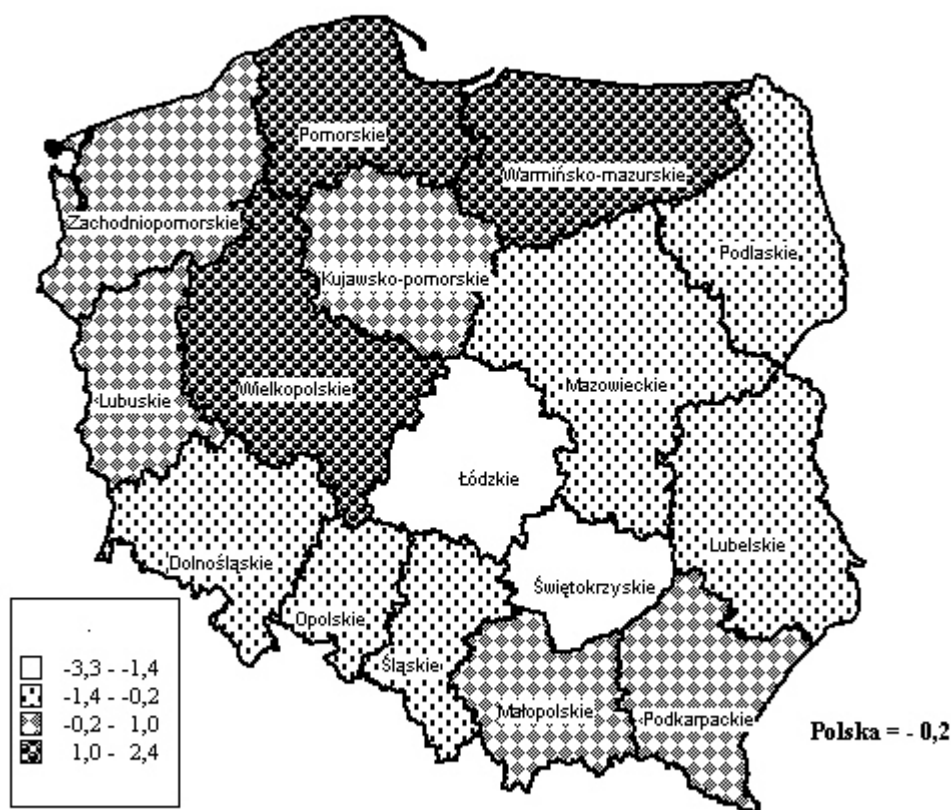 Pomorskie
Warmińsko-mazurskie
Zachodniopomorskie
Podlaskie
Kujawsko-pomorskie
Mazowieckie
Lubuskie
Wielkopolskie
Łódzkie
Lubelskie
Dolnośląskie
Świętokrzyskie
Opolskie
Śląskie
Małopolskie
Podkarpackie
.
-3,3 - -1,4
-1,4 - -0,2
-0,2 - 1,0
1,0 - 2,4
Polska = - 0,2